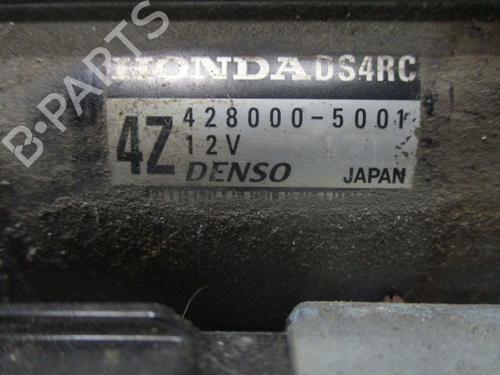 B-PARTS
HONDA DS4RC
428000-5001
4Z 12V
DENSO JAPAN